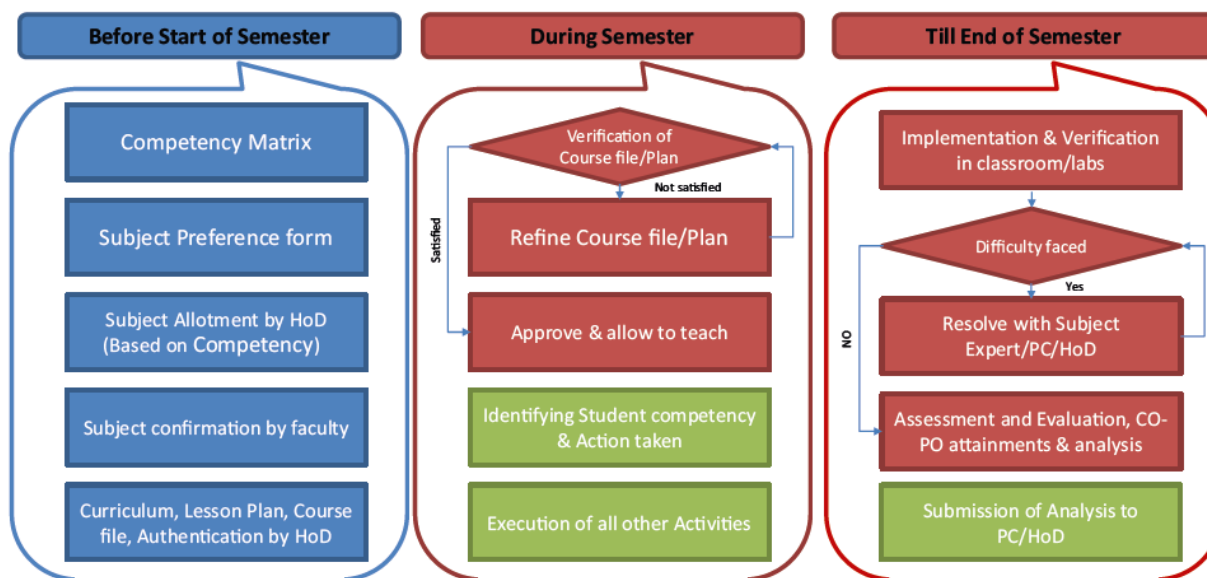 Before Start of Semester
Competency Matrix
Subject Preference form
Subject Allotment by HoD
(Based on Competency)
Subject confirmation by faculty
Curriculum, Lesson Plan, Course
file, Authentication by HoD
During Semester
Verification of
Course file/Plan
Not satisfied
Satisfied
Refine Course file/Plan
Approve & allow to teach
Identifying Student competency
& Action taken
Execution of all other Activities
Till End of Semester
Implementation & Verification
in classroom/labs
Difficulty faced
Yes
NO
Resolve with Subject
Expert/PC/HoD
Assessment and Evaluation, CO-
PO attainments & analysis
Submission of Analysis to
PC/HoD